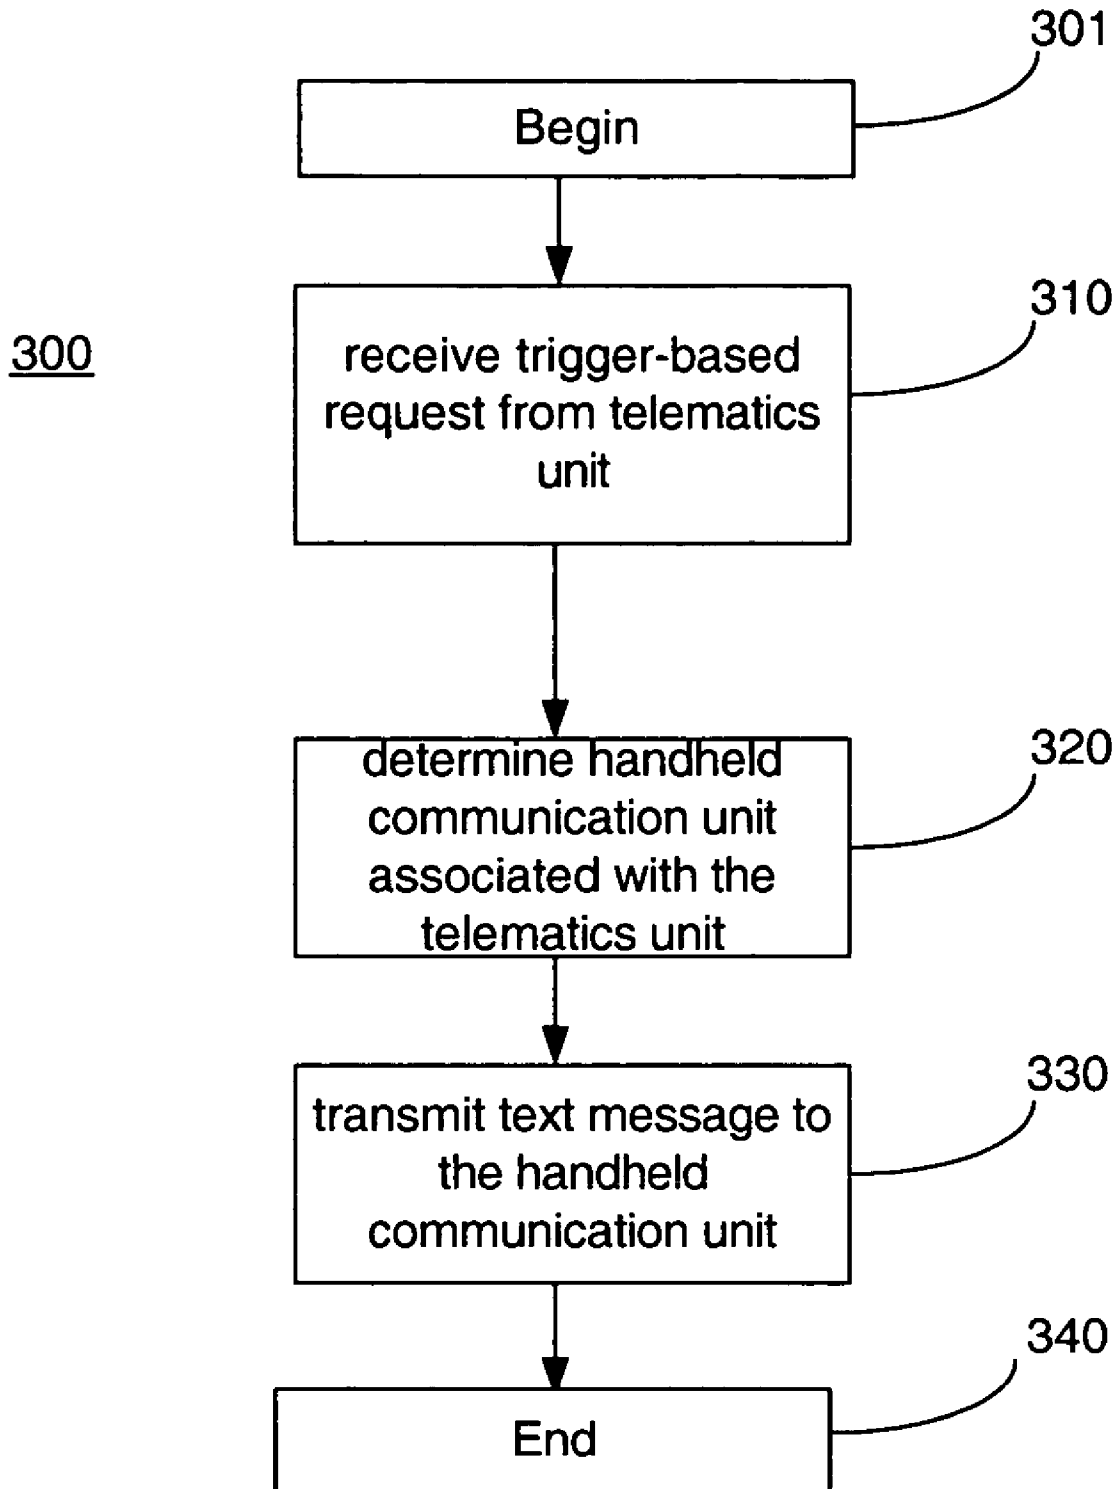 301
Begin
310
300
receive trigger-based
request from telematics
unit
320
determine handheld
communication unit
associated with the
telematics unit
330
transmit text message to
the handheld
communication unit
340
End